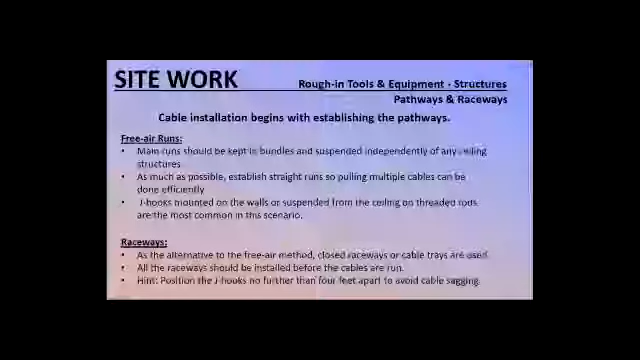 SITE WORK
Rough-in Tools & Equipment - Structures
Pathways & Raceways
Cable installation begins with establishing the pathways.
Free-air Runs:
• Main runs should be kept in bundles and suspended independently of any ceiling
structures.
• As much as possible, establish straight runs so pulling multiple cables can be
done efficiently
• J-hooks mounted on the walls or suspended from the ceiling on threaded rods
are the most common in this scenario.
Raceways:
• As the alternative to the free-air method, closed raceways or cable trays are used.
• All the raceways should be installed before the cables are run.
• Hint: Position the J-hooks no further than four feet apart to avoid cable sagging.